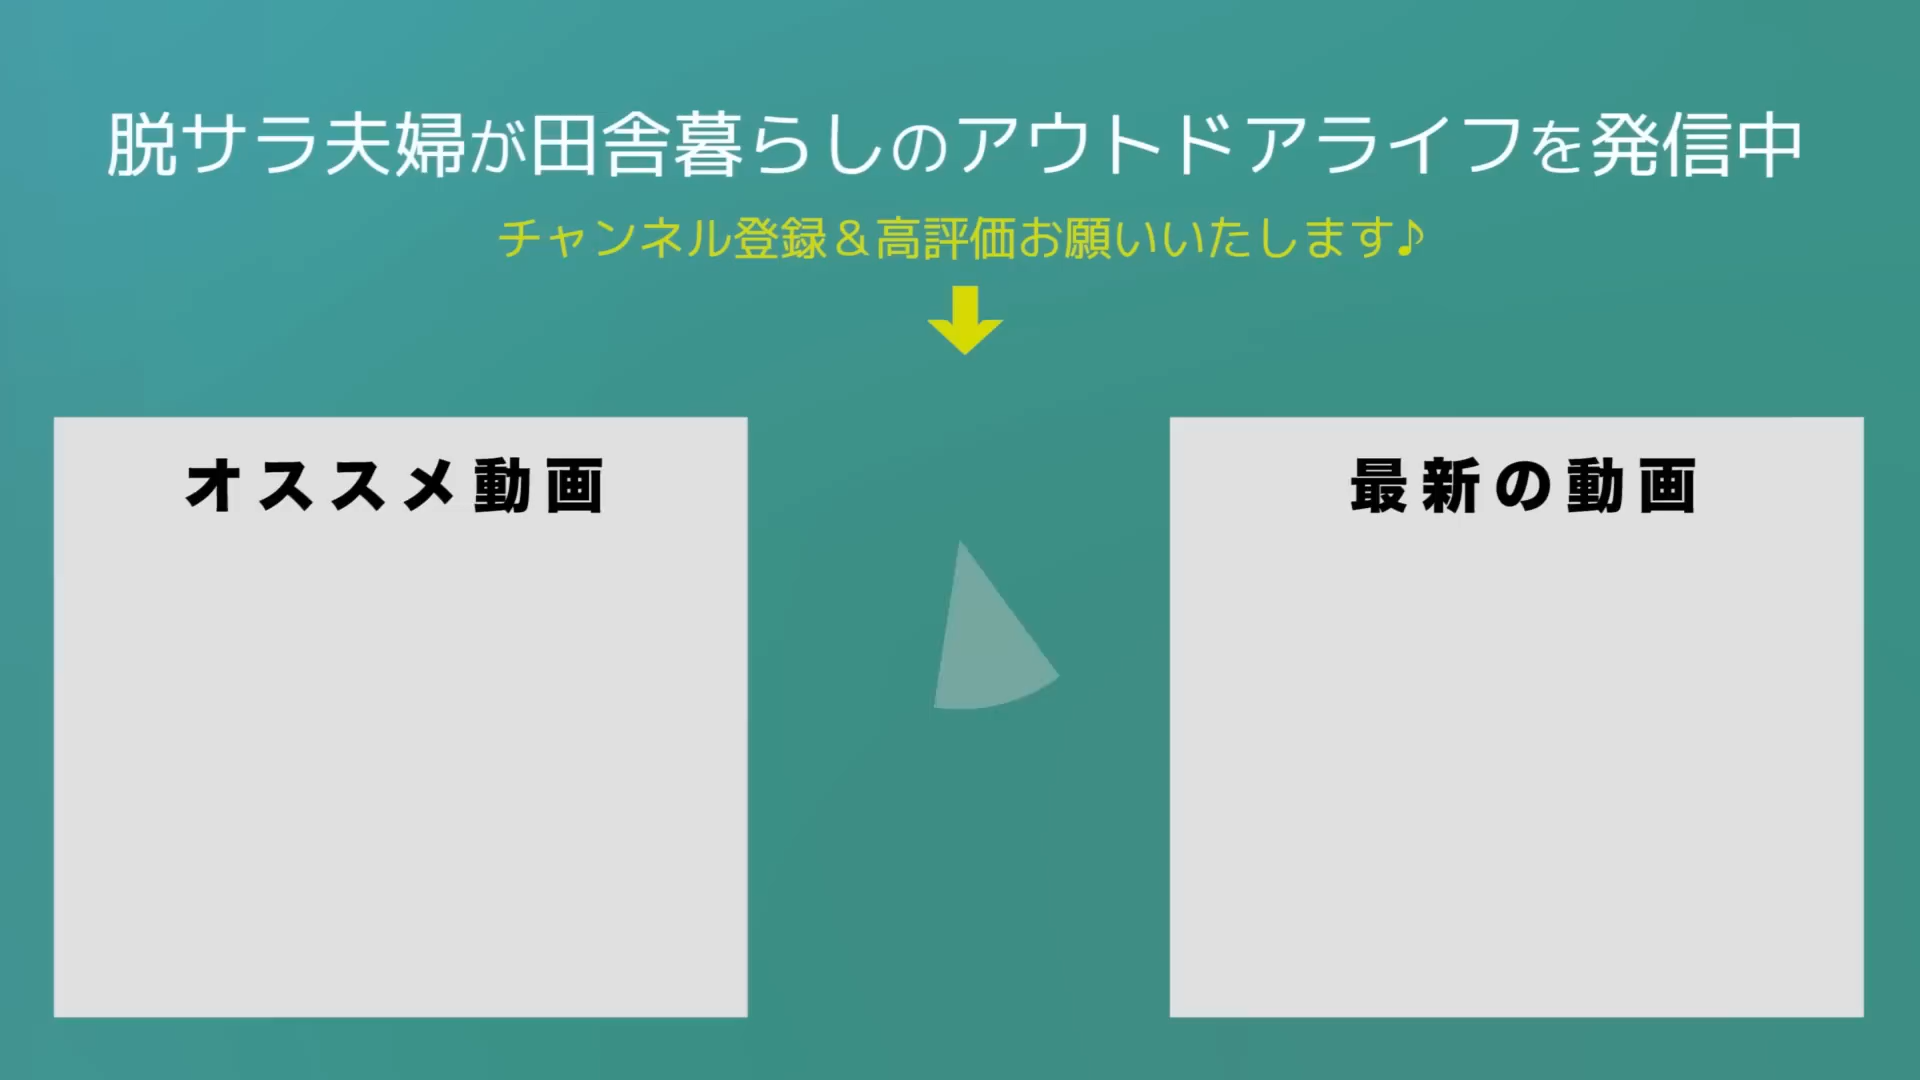 脱サラ夫婦が田舎暮らしのアウトドアライフを発信中
チャンネル登録＆高評価お願いいたします♪
オススメ動画
最新の動画